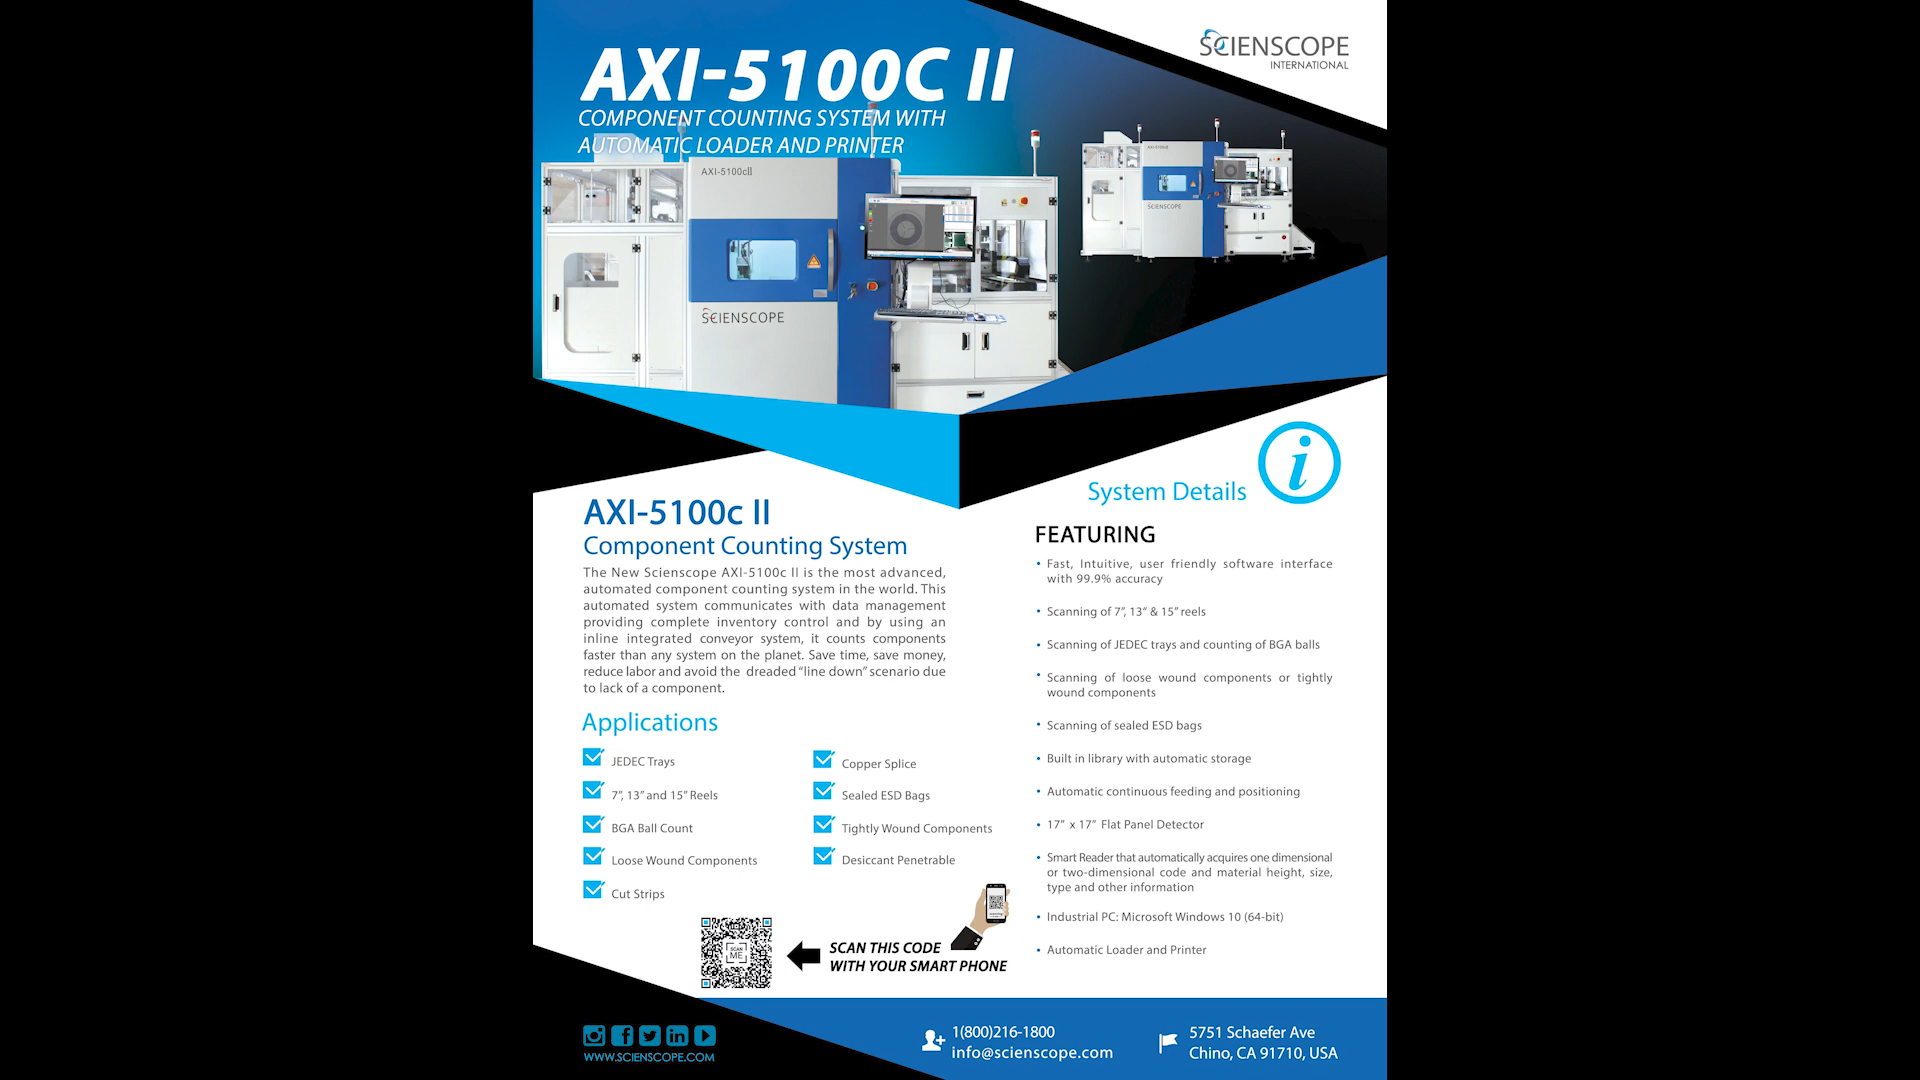 AXI-5100C II
COMPONENT COUNTING SYSTEM WITH
AUTOMATIC LOADER AND PRINTER
SCIENSCOPE
INTERNATIONAL
AXI-5100cII
SCIENSCOPE
SCIENSCOPE
AXI-5100c II
Component Counting System
The New Scienscope AXI-5100c II is the most advanced,
automated component counting system in the world. This
automated system communicates with data management
providing complete inventory control and by using an
inline integrated conveyor system, it counts components
faster than any system on the planet. Save time, save money,
reduce labor and avoid the dreaded “line down” scenario due
to lack of a component.
Applications
JEDEC Trays
7”, 13” and 15” Reels
BGA Ball Count
Loose Wound Components
Cut Strips
Copper Splice
Sealed ESD Bags
Tightly Wound Components
Desiccant Penetrable
SCAN
ME
SCAN THIS CODE
WITH YOUR SMART PHONE
System Details
i
FEATURING
• Fast, Intuitive, user friendly software interface
with 99.9% accuracy
• Scanning of 7”, 13“ & 15” reels
• Scanning of JEDEC trays and counting of BGA balls
• Scanning of loose wound components or tightly
wound components
• Scanning of sealed ESD bags
• Built in library with automatic storage
• Automatic continuous feeding and positioning
• 17” x 17” Flat Panel Detector
• Smart Reader that automatically acquires one dimensional
or two-dimensional code and material height, size,
type and other information
• Industrial PC: Microsoft Windows 10 (64-bit)
• Automatic Loader and Printer
WWW.SCIENSCOPE.COM
1(800)216-1800
info@scienscope.com
5751 Schaefer Ave
Chino, CA 91710, USA